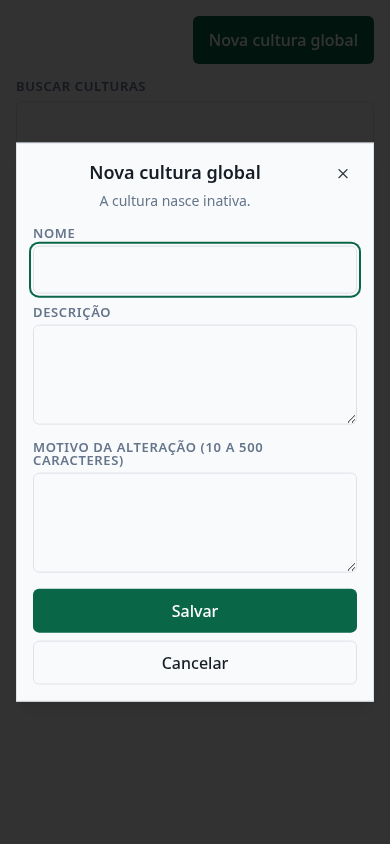 Nova cultura global
BUSCAR CULTURAS
Nova cultura global
A cultura nasce inativa.
NOME
DESCRIÇÃO
MOTIVO DA ALTERAÇÃO (10 A 500
CARACTERES)
Salvar
Cancelar